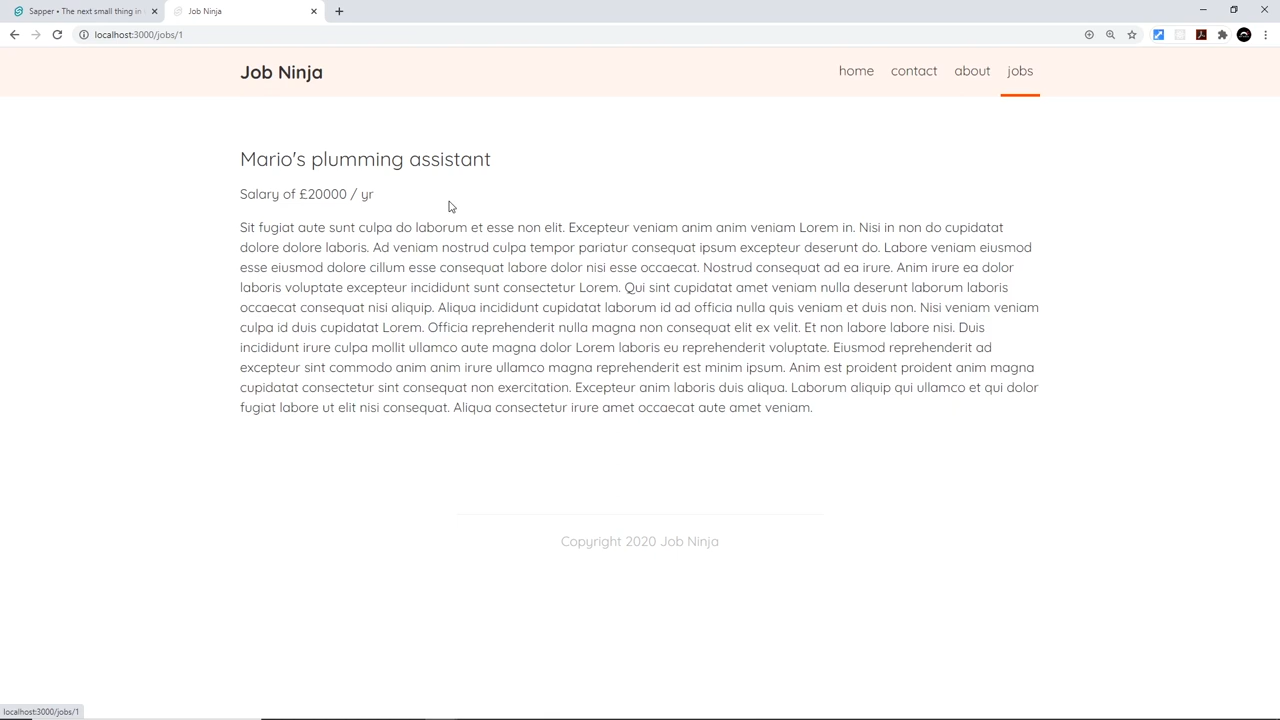 Sapper • The next small thing in
Job Ninja
localhost:3000/jobs/1
Job Ninja
home contact about jobs
Mario's plumming assistant
Salary of £20000 / yr
Sit fugiat aute sunt culpa do laborum et esse non elit. Excepteur veniam anim anim veniam Lorem in. Nisi in non do cupidatat
dolore dolore laboris. Ad veniam nostrud culpa tempor pariatur consequat ipsum excepteur deserunt do. Labore veniam eiusmod
esse eiusmod dolore cillum esse consequat labore dolor nisi esse occaecat. Nostrud consequat ad ea irure. Anim irure ea dolor
laboris voluptate excepteur incididunt sunt consectetur Lorem. Qui sint cupidatat amet veniam nulla deserunt laborum laboris
occaecat consequat nisi aliquip. Aliqua incididunt cupidatat laborum id ad officia nulla quis veniam et duis non. Nisi veniam veniam
culpa id duis cupidatat Lorem. Officia reprehenderit nulla magna non consequat elit ex velit. Et non labore labore nisi. Duis
incididunt irure culpa mollit ullamco aute magna dolor Lorem laboris eu reprehenderit voluptate. Eiusmod reprehenderit ad
excepteur sint commodo anim anim irure ullamco magna reprehenderit est minim ipsum. Anim est proident proident anim magna
cupidatat consectetur sint consequat non exercitation. Excepteur anim laboris duis aliqua. Laborum aliquip qui ullamco et qui dolor
fugiat labore ut elit nisi consequat. Aliqua consectetur irure amet occaecat aute amet veniam.
Copyright 2020 Job Ninja
localhost:3000/jobs/1